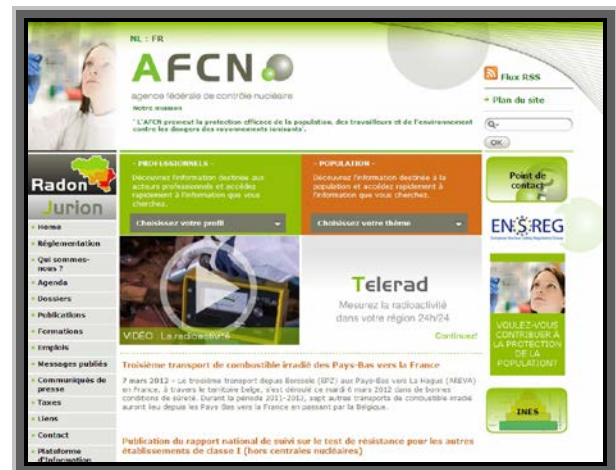 NL : FR
AFCN
agence fédérale de contrôle nucléaire
Notre mission
"L'AFCN promeut la protection efficace de la population, des travailleurs et de l'environnement
contre les dangers des rayonnements ionisants".
Flux RSS
Plan du site
OK
Radon
Jurion
Home
Réglementation
Qui sommes-
nous ?
Agenda
Dossiers
Publications
Formations
Emplois
Messages publiés
Communiqués de
presse
Taxes
Liens
Contact
Plateforme
d'Information
- PROFESSIONNELS -
Découvrez l'information destinée aux
acteurs professionnels et accédez
rapidement à l'information que vous
cherchez.
Choisissez votre profil
- POPULATION -
Découvrez l'information destinée à la
population et accédez rapidement à
l'information que vous
cherchez.
Choisissez votre thème
VIDÉO : La radioactivité
Telerad
Mesurez la radioactivité
dans votre région 24h/24
Continuez!
Troisième transport de combustible irradié des Pays-Bas vers la France
7 mars 2012 - Le troisième transport depuis Borssele (EPZ) aux Pays-Bas vers La Hague (AREVA)
en France, à travers le territoire belge, s'est déroulé ce mardi 6 mars 2012 dans de bonnes
conditions de sûreté. Durant la période 2011-2012, sept autres transports de combustible irradié
auront lieu depuis les Pays-Bas vers la France en passant par la Belgique.
Publication du rapport national de suivi sur le test de résistance pour les autres
établissements de classe I (hors centrales nucléaires)
Point de
contact
ENSREG
VOULEZ-VOUS
CONTRIBUER À
LA PROTECTION
DE LA
POPULATION?
INES